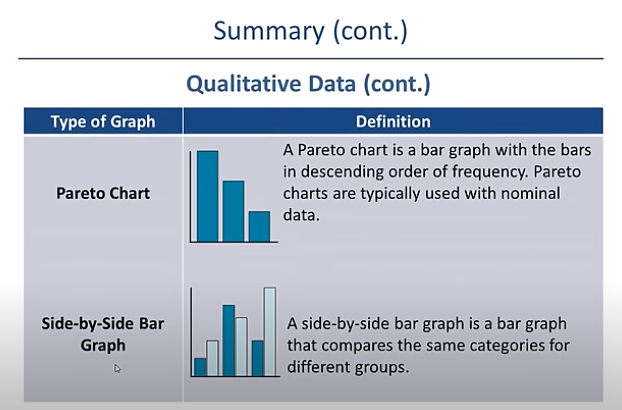 Summary (cont.)
Qualitative Data (cont.)
Type of Graph
Definition
Pareto Chart
A Pareto chart is a bar graph with the bars
in descending order of frequency. Pareto
charts are typically used with nominal
data.
Side-by-Side Bar
Graph
A side-by-side bar graph is a bar graph
that compares the same categories for
different groups.